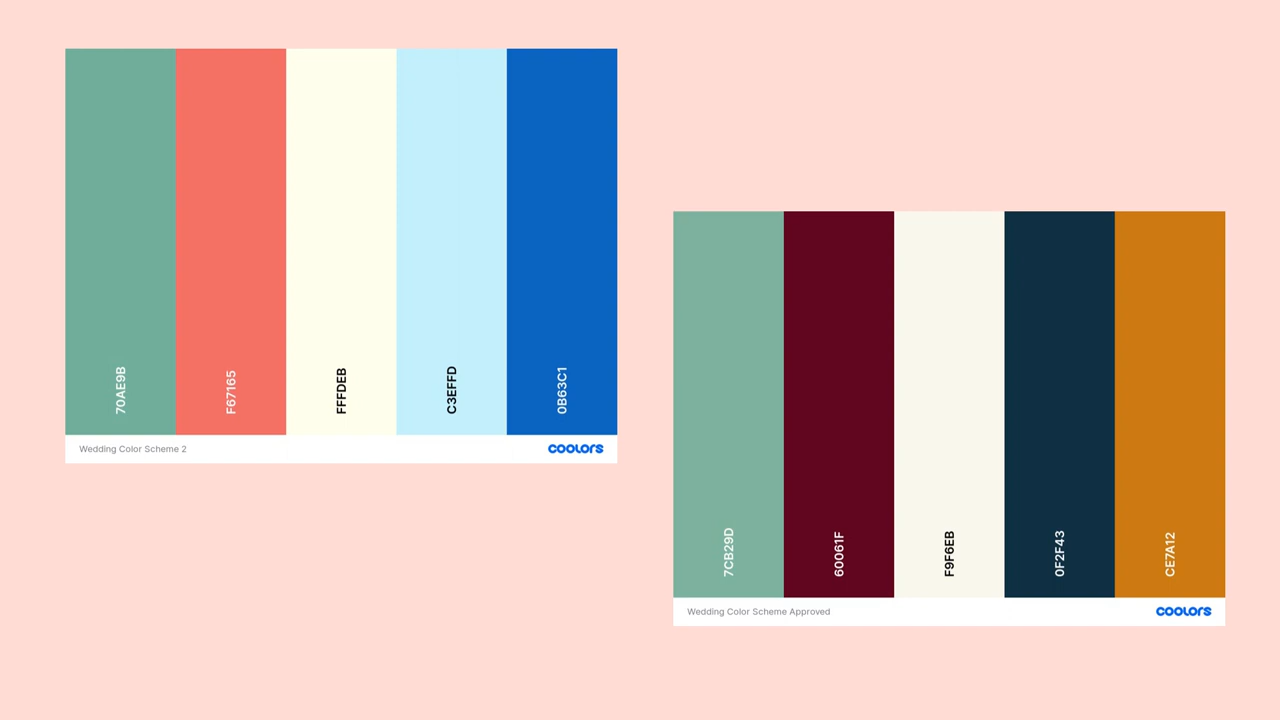 70AE9B
F67165
FFFDEB
C3EFFD
0B63C1
Wedding Color Scheme 2
coolors
7CB29D
60061F
F9F6EB
0F2F43
CE7A12
Wedding Color Scheme Approved
coolors